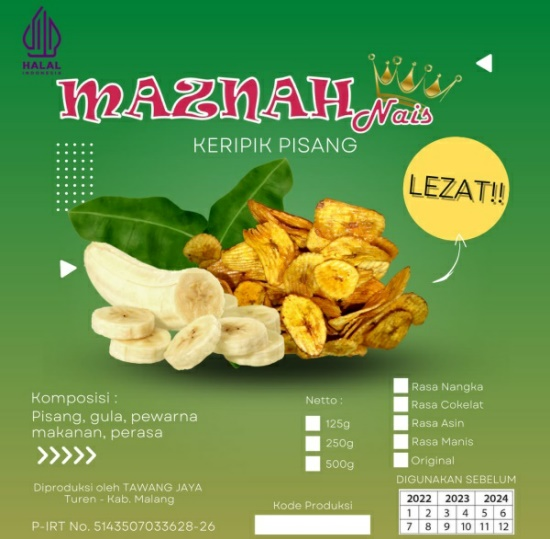 HALAL
INDONESIA
MAZNAH
Nais
KERIPIK PISANG
LEZAT!!
Komposisi :
Pisang, gula, pewarna
makanan, perasa
Diproduksi oleh TAWANG JAYA
Turen - Kab. Malang
P-IRT No. 5143507033628-26
Netto :
125g
250g
500g
Kode Produksi
Rasa Nangka
Rasa Cokelat
Rasa Asin
Rasa Manis
Original
DIGUNAKAN SEBELUM
2022 2023 2024
1 2 3 4 5 6
7 8 9 10 11 12